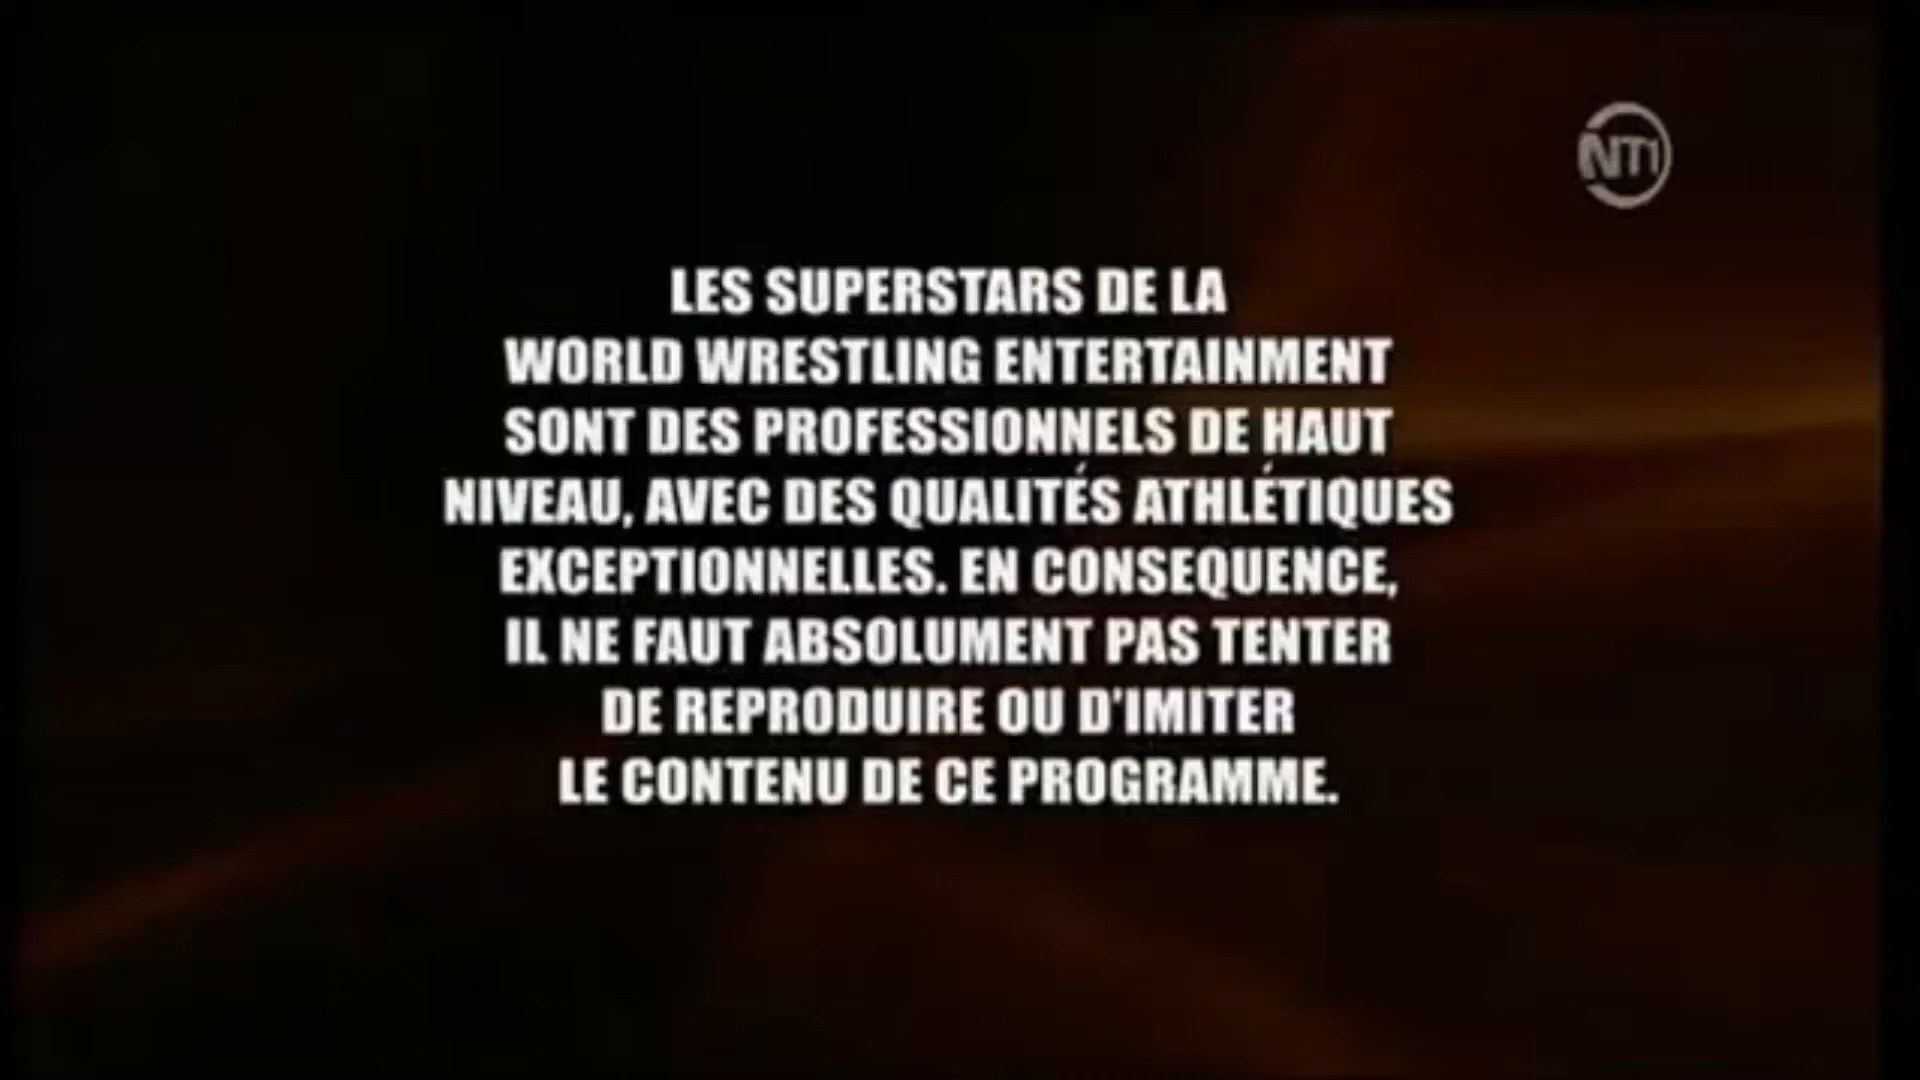 NT1
LES SUPERSTARS DE LA
WORLD WRESTLING ENTERTAINMENT
SONT DES PROFESSIONNELS DE HAUT
NIVEAU, AVEC DES QUALITÉS ATHLÉTIQUES
EXCEPTIONNELLES. EN CONSEQUENCE,
IL NE FAUT ABSOLUMENT PAS TENTER
DE REPRODUIRE OU D'IMITER
LE CONTENU DE CE PROGRAMME.